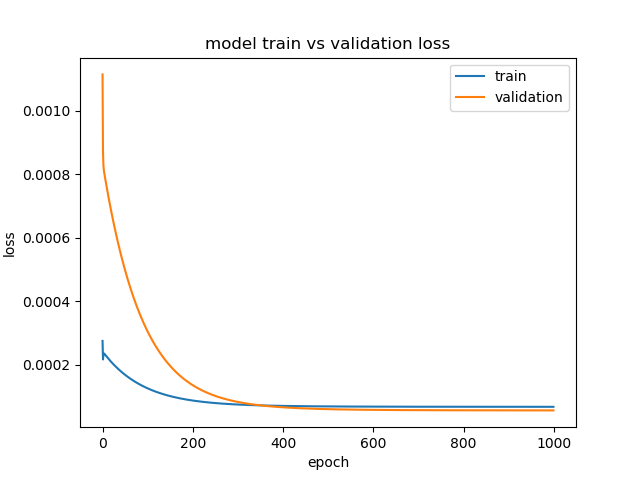 model train vs validation loss
train
validation
0.0010
0.0008
0.0006
0.0004
0.0002
loss
0 200 400 600 800 1000
epoch